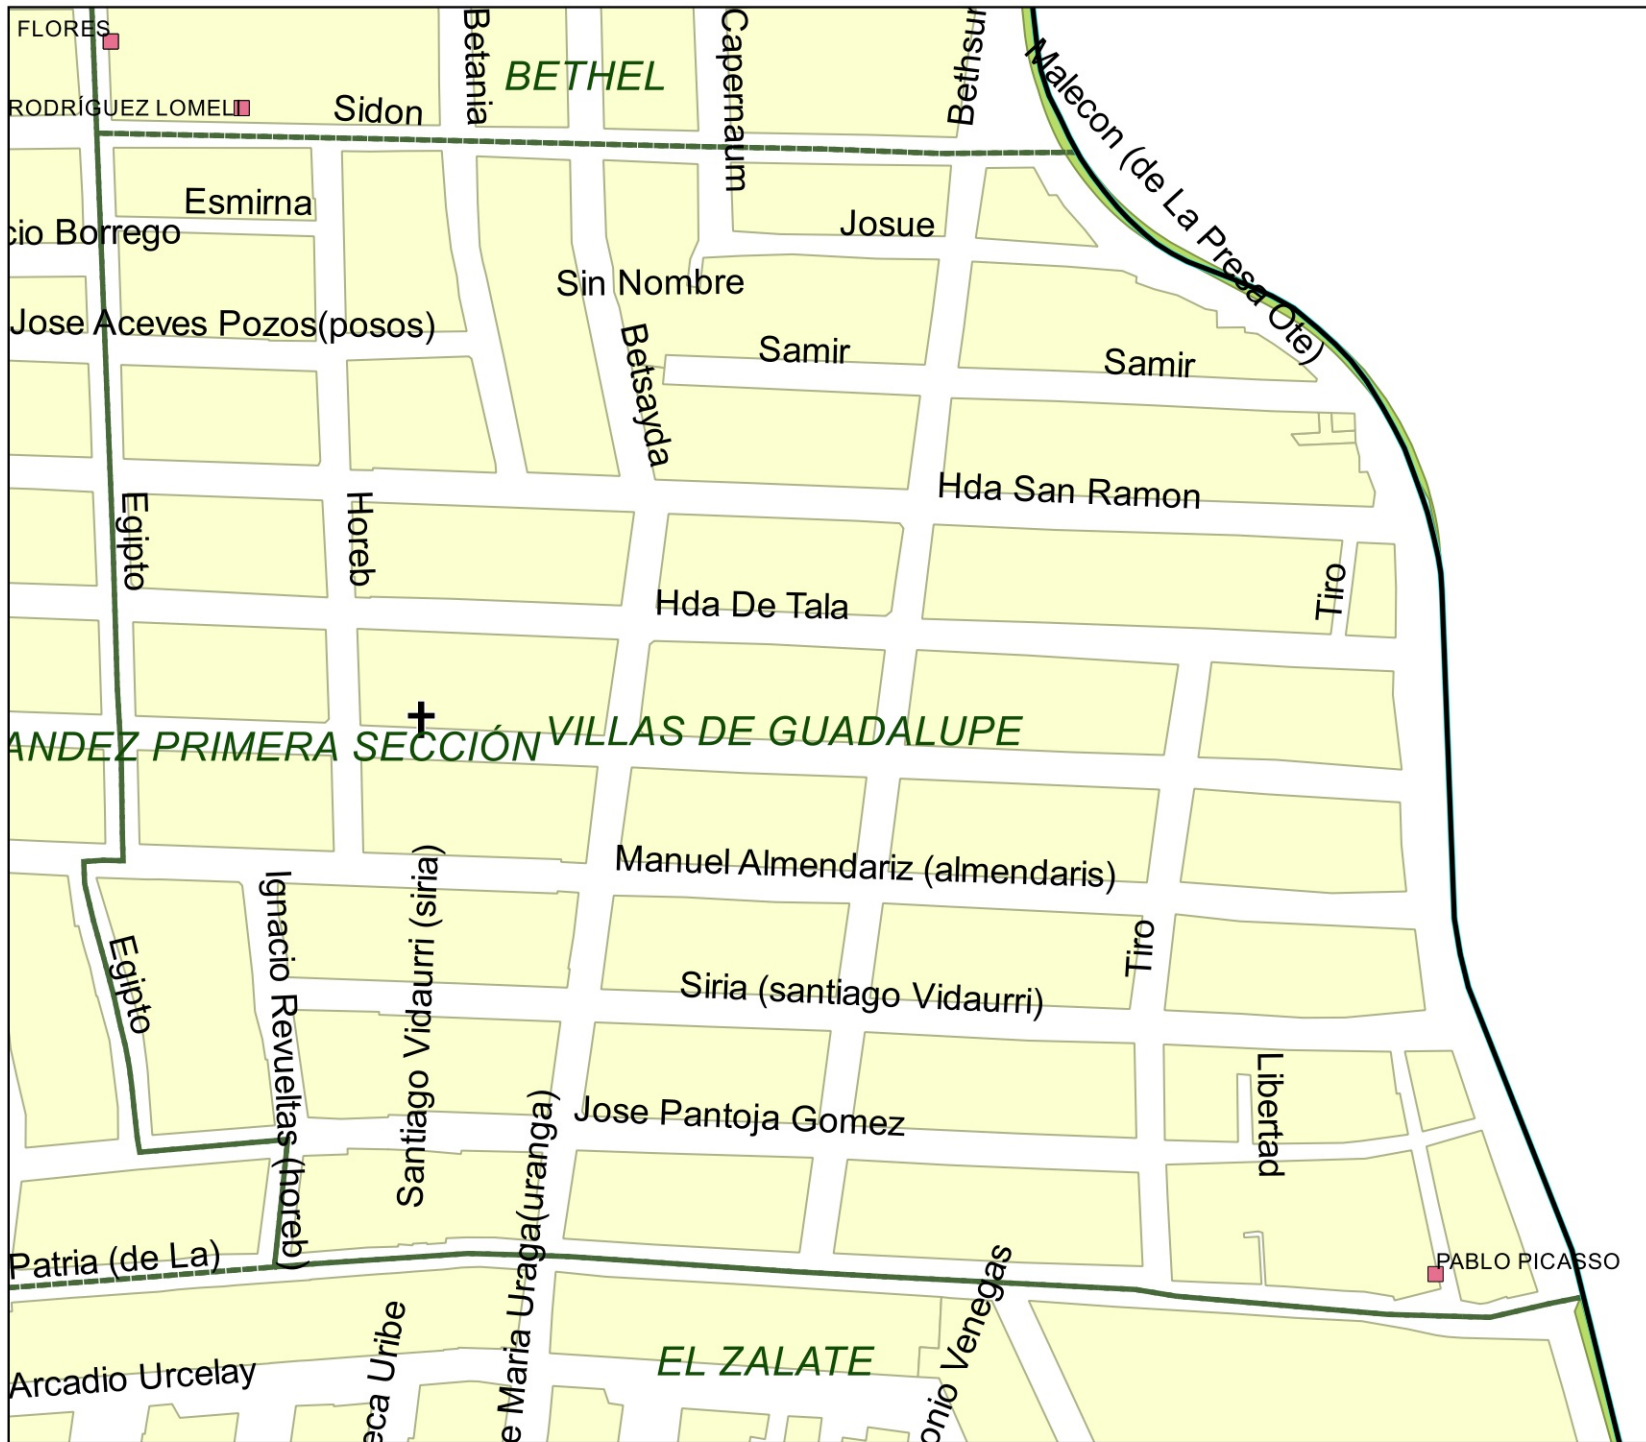 FLORES
Betania
Capernaum
Bethsur
Malecon (de La Presa Ote)
BETHEL
RODRÍGUEZ LOMELI
Sidon
Esmirna
Josue
cio Borrego
Sin Nombre
Jose Aceves Pozos(posos)
Betsayda
Samir
Samir
Egipto
Horeb
Hda San Ramon
Tiro
Hda De Tala
ANDEZ PRIMERA SECCIÓN
VILLAS DE GUADALUPE
Manuel Almendariz (almendaris)
Ignacio Revueltas (horeb)
Santiago Vidaurri (siria)
Egipto
Tiro
Siria (santiago Vidaurri)
Libertad
Jose Pantoja Gomez
e Maria Uraga(uranga)
Patria (de La)
onio Venegas
PABLO PICASSO
eca Uribe
EL ZALATE
Arcadio Urcelay